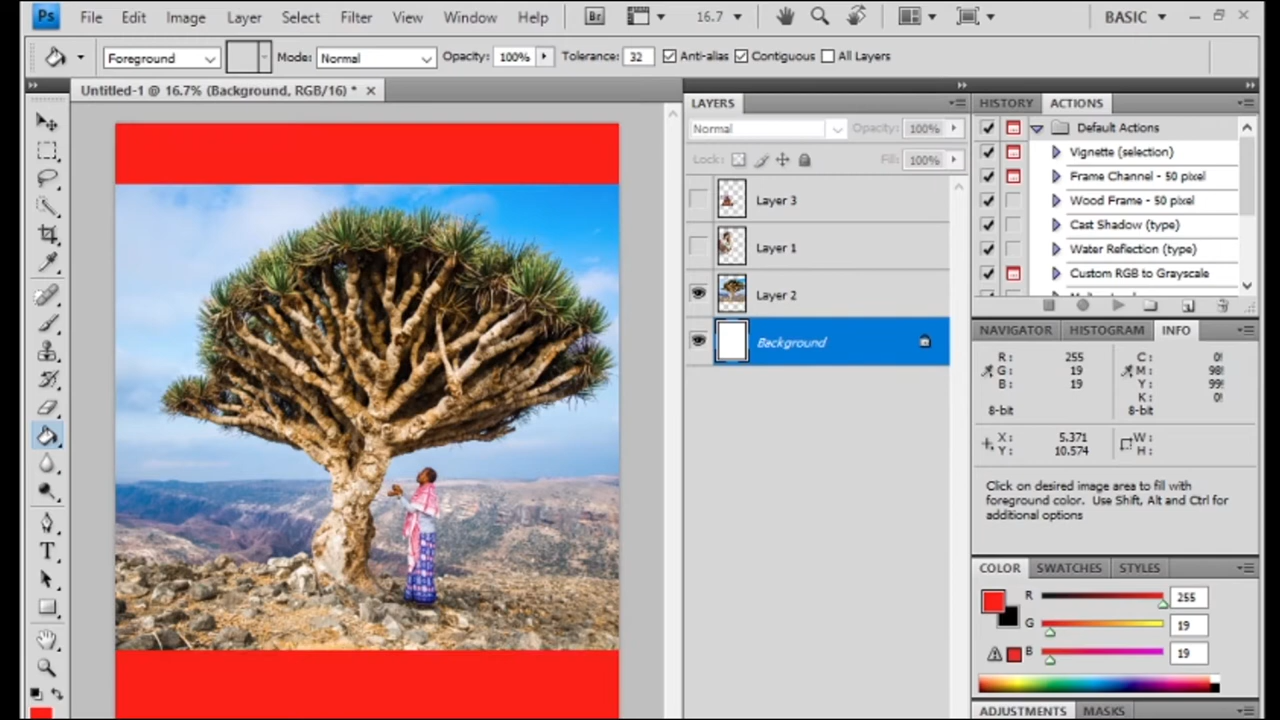 Ps File Edit Image Layer Select Filter View Window Help Br 16.7 BASIC
Foreground Mode: Normal Opacity: 100% Tolerance: 32 Anti-alias Contiguous All Layers
Untitled-1 @ 16.7% (Background, RGB/16) *
LAYERS
Normal Opacity: 100%
Lock: Fill: 100%
Layer 3
Layer 1
Layer 2
Background
HISTORY ACTIONS
Default Actions
Vignette (selection)
Frame Channel - 50 pixel
Wood Frame - 50 pixel
Cast Shadow (type)
Water Reflection (type)
Custom RGB to Grayscale
NAVIGATOR HISTOGRAM INFO
R: 255 C: 0!
G: 19 M: 98!
B: 19 Y: 99!
K: 0!
8-bit 8-bit
X: 5.371 W:
Y: 10.574 H:
Click on desired image area to fill with
foreground color. Use Shift, Alt and Ctrl for
additional options
COLOR SWATCHES STYLES
R 255
G 19
B 19
ADJUSTMENTS MASKS